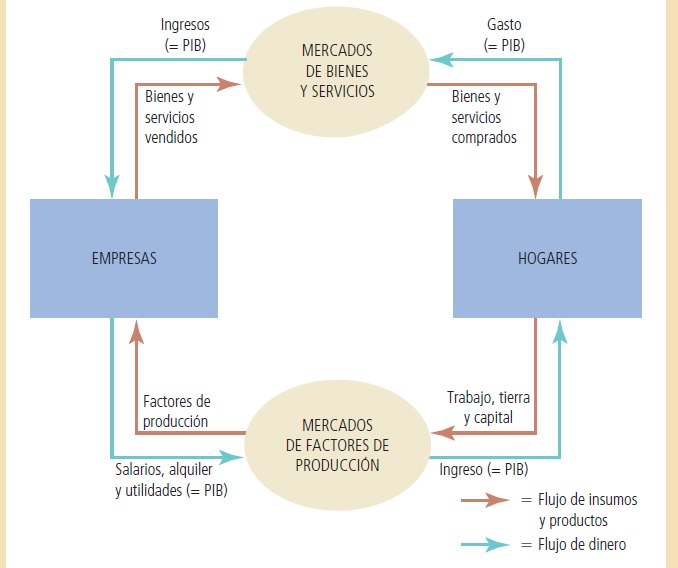 Ingresos
(= PIB)
MERCADOS
DE BIENES
Y SERVICIOS
Gasto
(= PIB)
Bienes y
servicios
vendidos
Bienes y
servicios
comprados
EMPRESAS
HOGARES
Factores de
producción
MERCADOS
DE FACTORES DE
PRODUCCIÓN
Trabajo, tierra
y capital
Salarios, alquiler
y utilidades (= PIB)
Ingreso (= PIB)
= Flujo de insumos
y productos
= Flujo de dinero